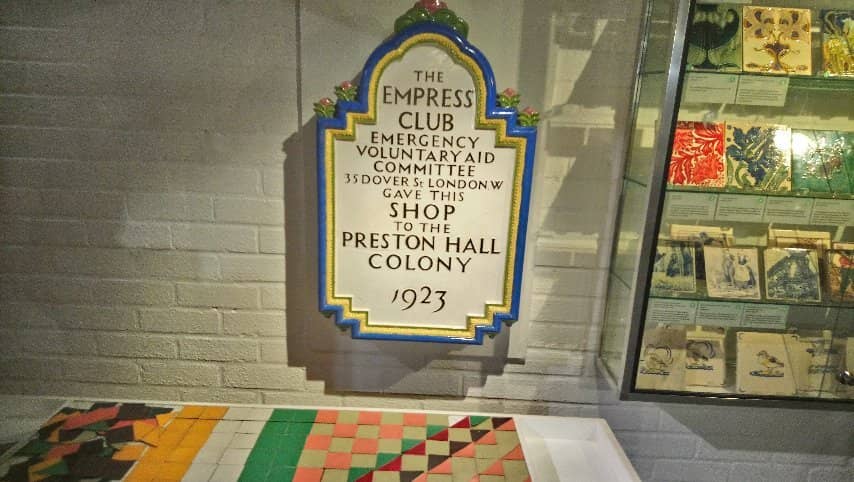 THE
EMPRESS
CLUB
EMERGENCY
VOLUNTARY AID
COMMITTEE
35 DOVER St LONDON W
GAVE THIS
SHOP
TO THE
PRESTON HALL
COLONY
1923